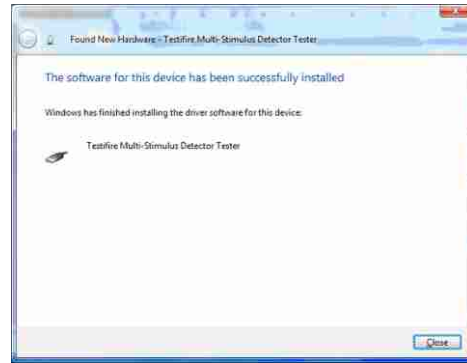 Found New Hardware - Testifire Multi-Stimulus Detector Tester
The software for this device has been successfully installed
Windows has finished installing the driver software for this device:
Testifire Multi-Stimulus Detector Tester
Close